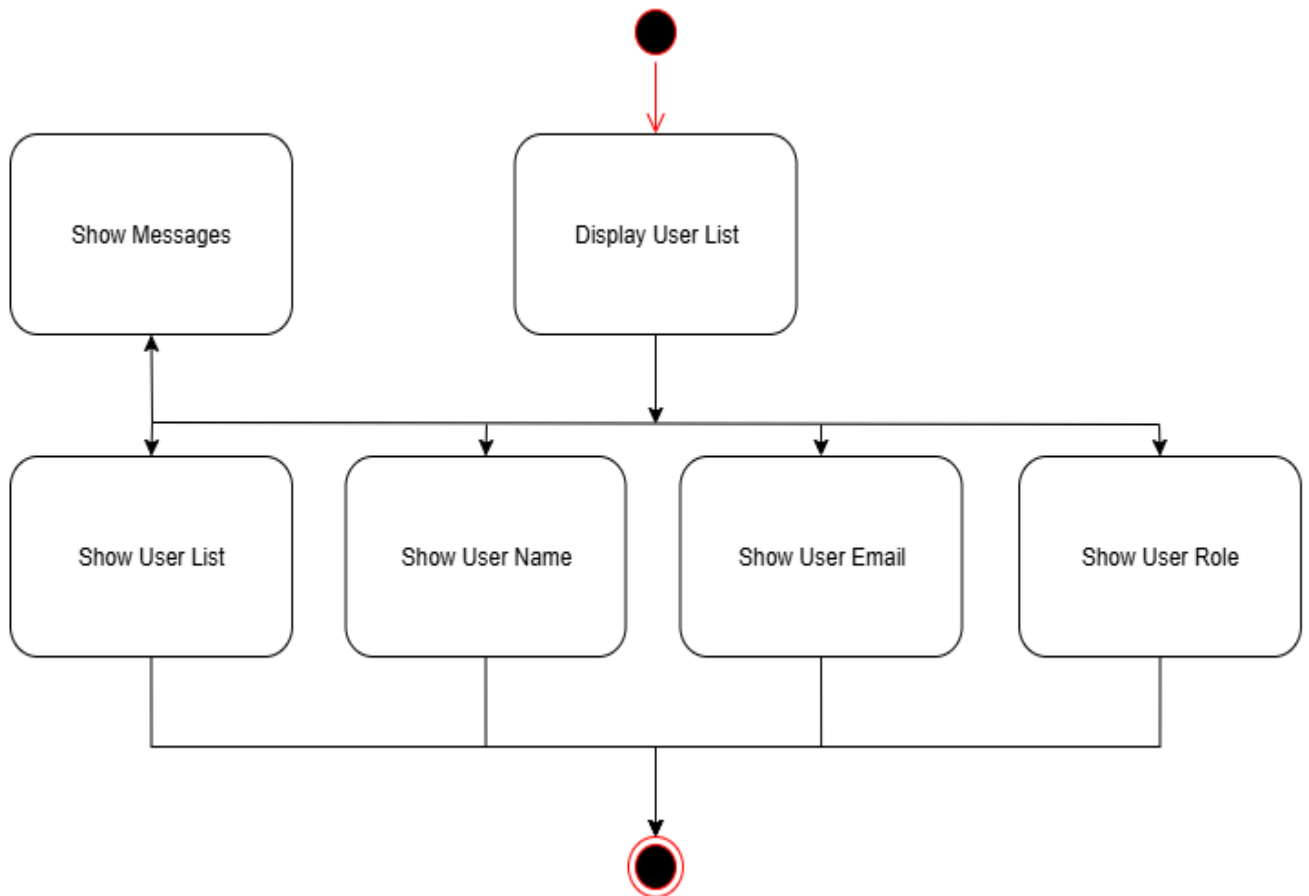 Show Messages
Display User List
Show User List
Show User Name
Show User Email
Show User Role